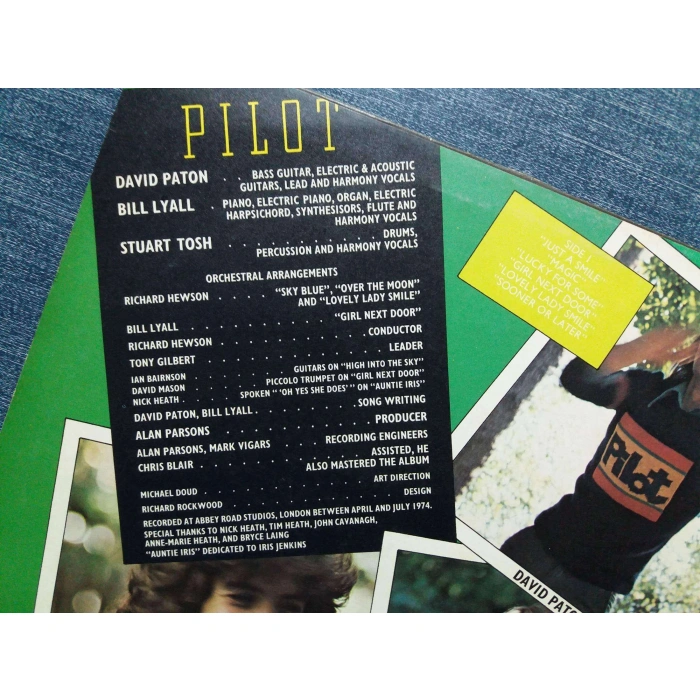 PILOT
DAVID PATON . . BASS GUITAR, ELECTRIC & ACOUSTIC
GUITARS, LEAD AND HARMONY VOCALS
BILL LYALL . PIANO, ELECTRIC PIANO, ORGAN, ELECTRIC
HARPSICHORD, SYNTHESISORS, FLUTE AND
HARMONY VOCALS
STUART TOSH . . . . . . . . . . DRUMS,
PERCUSSION AND HARMONY VOCALS
ORCHESTRAL ARRANGEMENTS
RICHARD HEWSON . . . . . "SKY BLUE", "OVER THE MOON"
AND "LOVELY LADY SMILE"
BILL LYALL . . . . . . . . . . "GIRL NEXT DOOR"
RICHARD HEWSON . . . . . . . . . . CONDUCTOR
TONY GILBERT . . . . . . . . . . LEADER
IAN BAIRNSON . . . . . GUITARS ON "HIGH INTO THE SKY"
DAVID MASON . . . PICCOLO TRUMPET ON "GIRL NEXT DOOR"
NICK HEATH . . . SPOKEN " 'OH YES SHE DOES' " ON "AUNTIE IRIS"
DAVID PATON, BILL LYALL . . . . . . . . SONG WRITING
ALAN PARSONS . . . . . . . . . . PRODUCER
ALAN PARSONS, MARK VIGARS . . . RECORDING ENGINEERS
CHRIS BLAIR . . . . . . . . ASSISTED, HE
ALSO MASTERED THE ALBUM
MICHAEL DOUD . . . . . . . . . . ART DIRECTION
RICHARD ROCKWOOD . . . . . . . . . . DESIGN
RECORDED AT ABBEY ROAD STUDIOS, LONDON BETWEEN APRIL AND JULY 1974.
SPECIAL THANKS TO NICK HEATH, TIM HEATH, JOHN CAVANAGH,
ANNE-MARIE HEATH, AND BRYCE LAING
"AUNTIE IRIS" DEDICATED TO IRIS JENKINS
SIDE 1
"JUST A SMILE"
"MAGIC"
"LUCKY FOR SOME"
"GIRL NEXT DOOR"
"LOVELY LADY SMILE"
"SOONER OR LATER"
Pilot
DAVID PATO